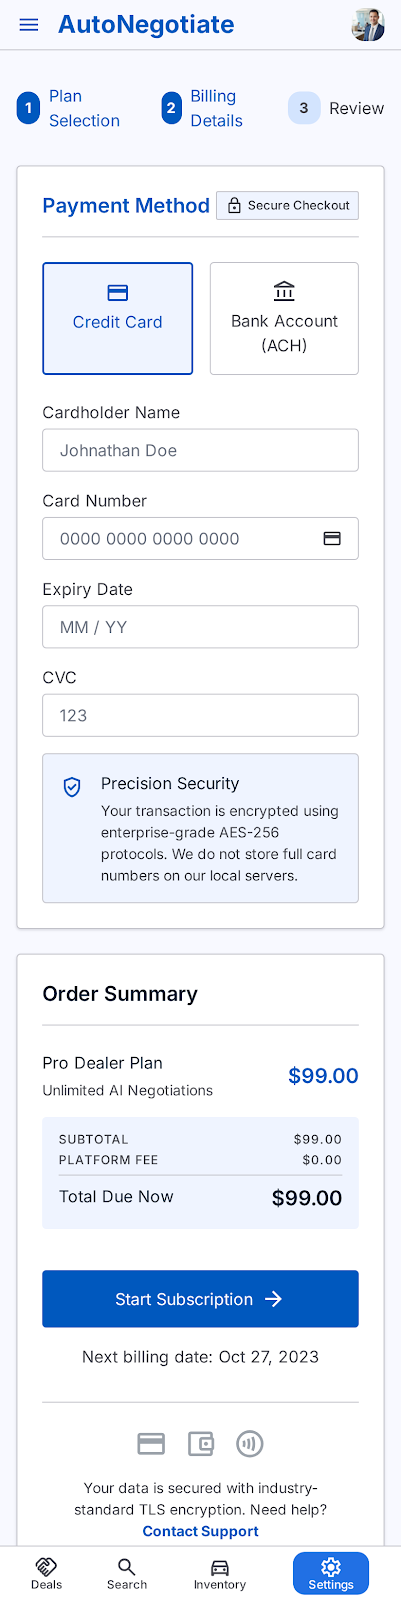 AutoNegotiate
1
Plan
Selection
2
Billing
Details
3
Review
Payment Method
Secure Checkout
Credit Card
Bank Account
(ACH)
Cardholder Name
Johnathan Doe
Card Number
0000 0000 0000 0000
Expiry Date
MM / YY
CVC
123
Precision Security
Your transaction is encrypted using
enterprise-grade AES-256
protocols. We do not store full card
numbers on our local servers.
Order Summary
Pro Dealer Plan
Unlimited AI Negotiations
$99.00
SUBTOTAL $99.00
PLATFORM FEE $0.00
Total Due Now $99.00
Start Subscription
Next billing date: Oct 27, 2023
Your data is secured with industry-
standard TLS encryption. Need help?
Contact Support
Deals Search Inventory Settings